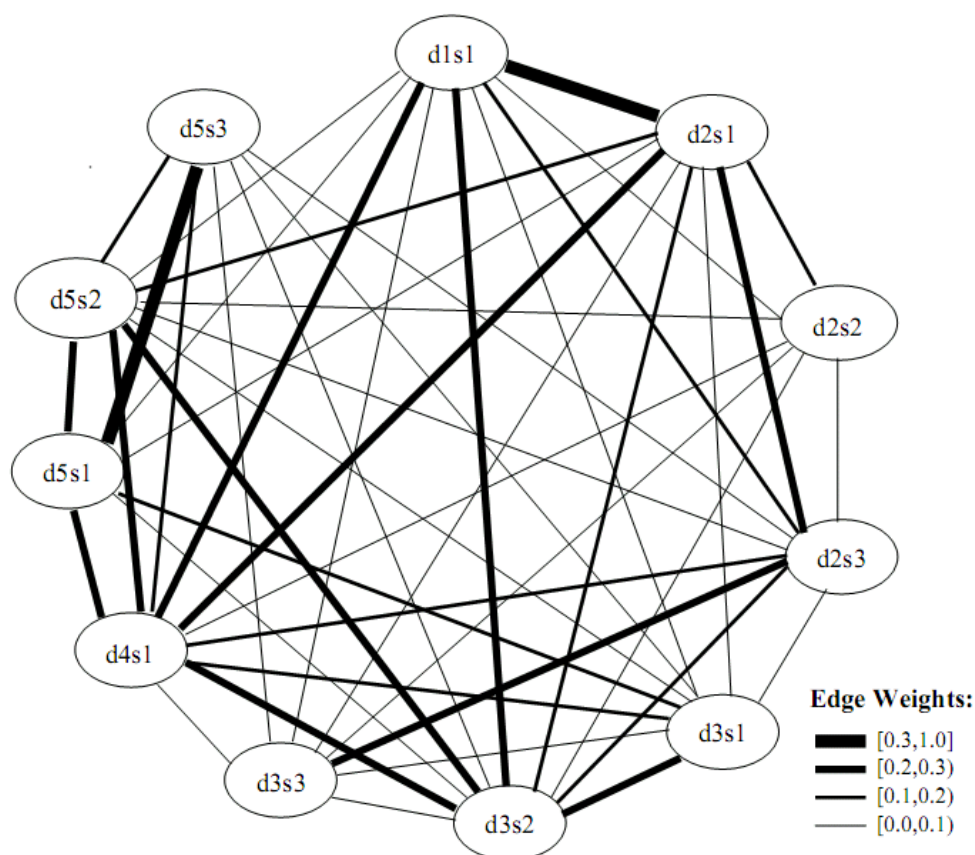 d1s1
d5s3
d2s1
d5s2
d2s2
d5s1
d2s3
d4s1
d3s1
d3s3
d3s2
Edge Weights:
[0.3,1.0]
[0.2,0.3)
[0.1,0.2)
[0.0,0.1)